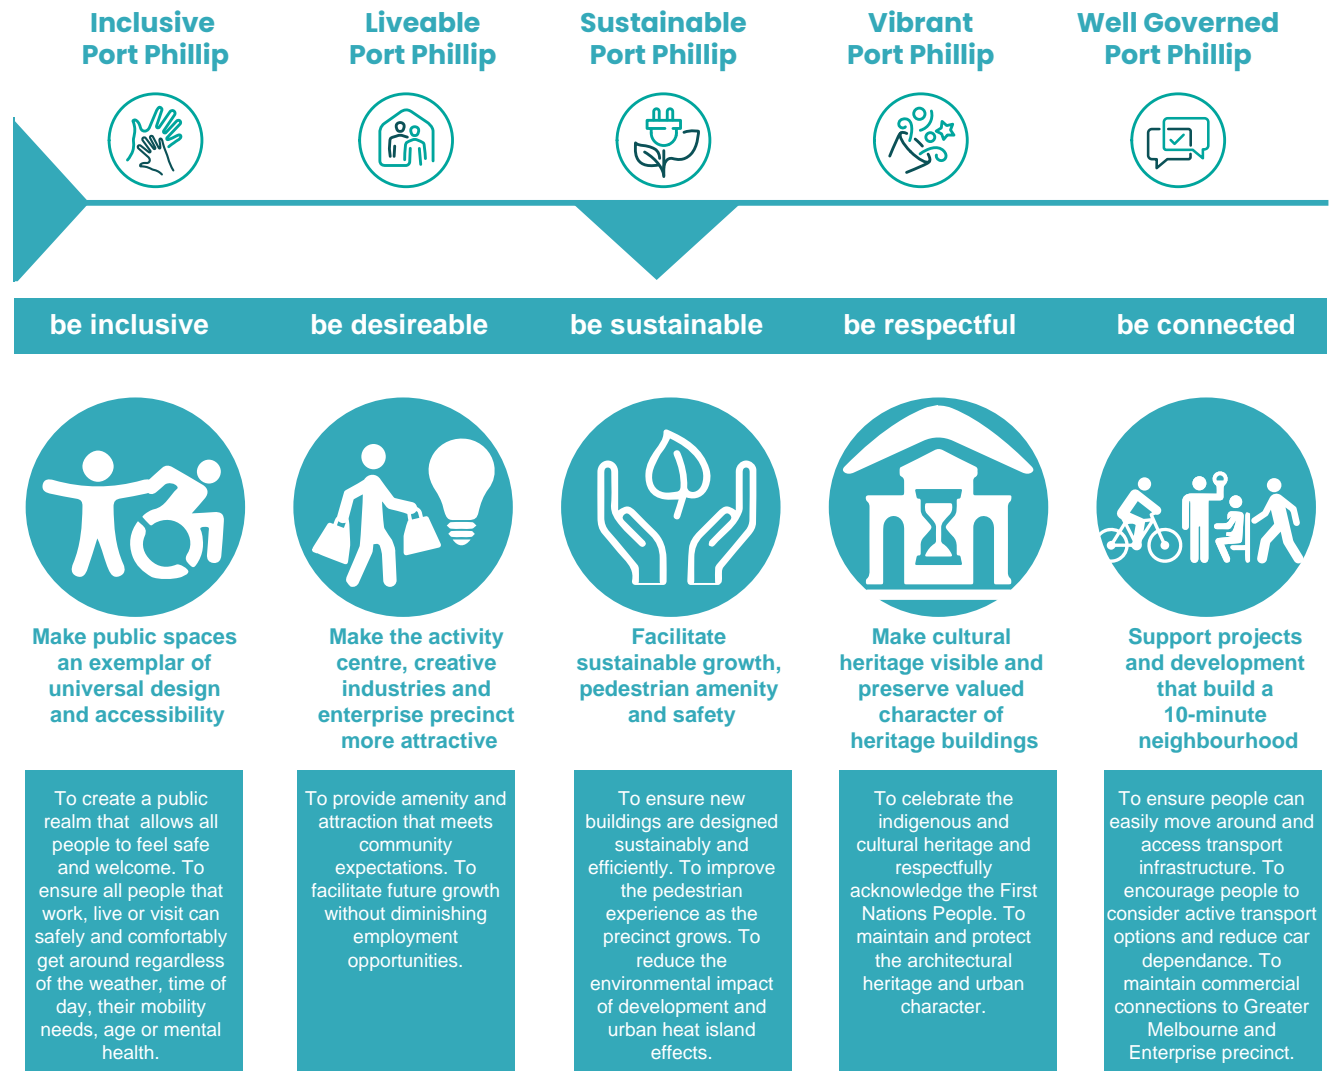 Inclusive
Port Phillip
Liveable
Port Phillip
Sustainable
Port Phillip
Vibrant
Port Phillip
Well Governed
Port Phillip
be inclusive
be desireable
be sustainable
be respectful
be connected
Make public spaces
an exemplar of
universal design
and accessibility
Make the activity
centre, creative
industries and
enterprise precinct
more attractive
Facilitate
sustainable growth,
pedestrian amenity
and safety
Make cultural
heritage visible and
preserve valued
character of
heritage buildings
Support projects
and development
that build a
10-minute
neighbourhood
To create a public
realm that allows all
people to feel safe
and welcome. To
ensure all people that
work, live or visit can
safely and comfortably
get around regardless
of the weather, time of
day, their mobility
needs, age or mental
health.
To provide amenity and
attraction that meets
community
expectations. To
facilitate future growth
without diminishing
employment
opportunities.
To ensure new
buildings are designed
sustainably and
efficiently. To improve
the pedestrian
experience as the
precinct grows. To
reduce the
environmental impact
of development and
urban heat island
effects.
To celebrate the
indigenous and
cultural heritage and
respectfully
acknowledge the First
Nations People. To
maintain and protect
the architectural
heritage and urban
character.
To ensure people can
easily move around and
access transport
infrastructure. To
encourage people to
consider active transport
options and reduce car
dependance. To
maintain commercial
connections to Greater
Melbourne and
Enterprise precinct.